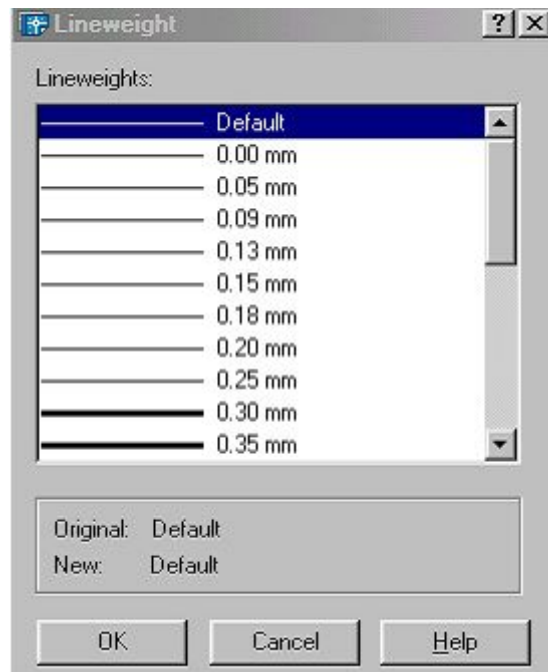 Lineweight
Lineweights:
Default
0.00 mm
0.05 mm
0.09 mm
0.13 mm
0.15 mm
0.18 mm
0.20 mm
0.25 mm
0.30 mm
0.35 mm
Original: Default
New: Default
OK Cancel Help